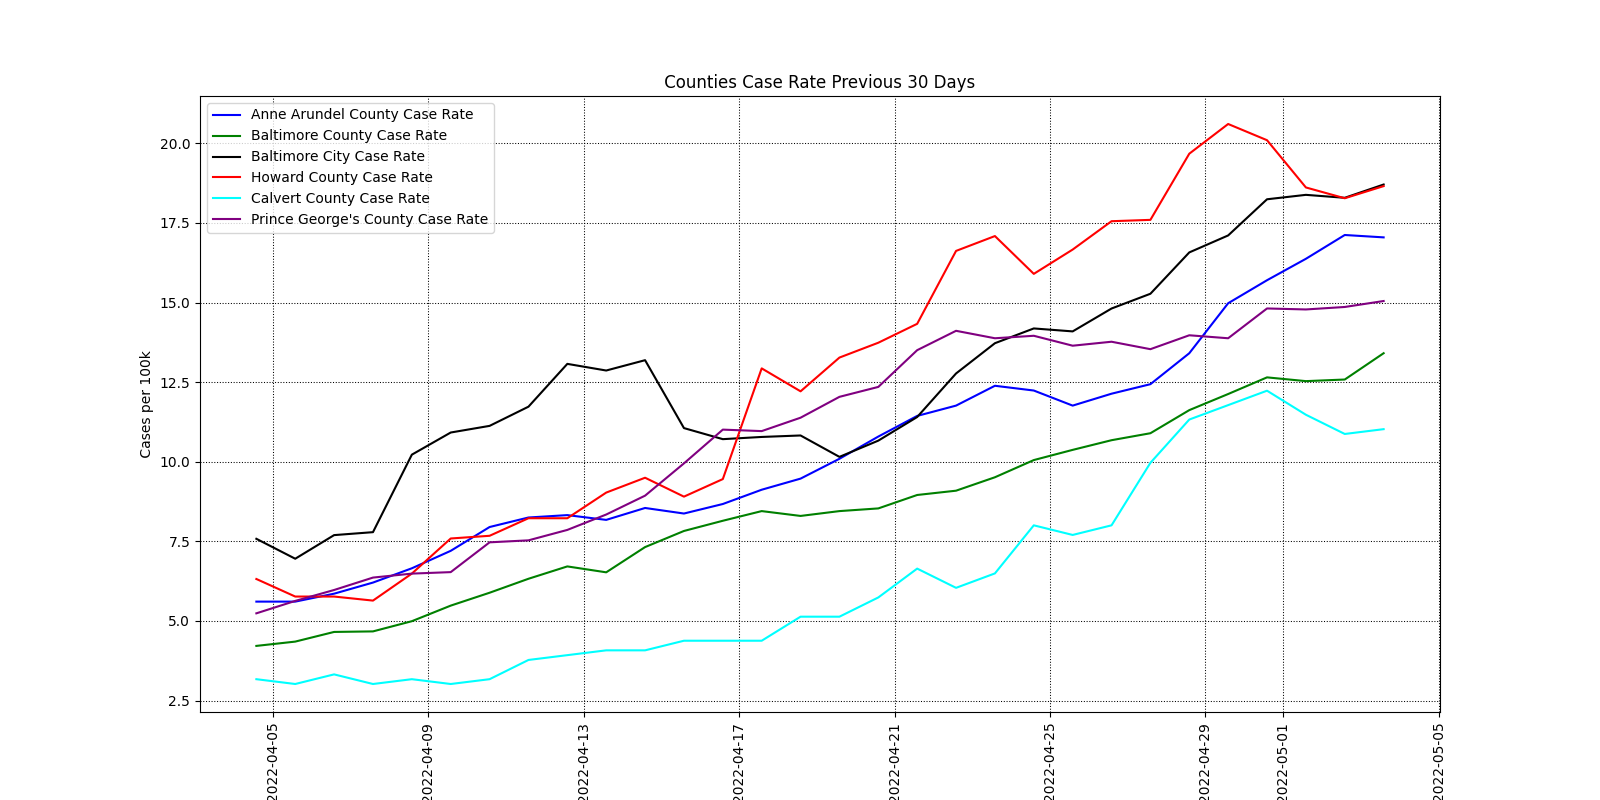 Counties Case Rate Previous 30 Days
Anne Arundel County Case Rate
Baltimore County Case Rate
Baltimore City Case Rate
Howard County Case Rate
Calvert County Case Rate
Prince George's County Case Rate
Cases per 100k
20.0
17.5
15.0
12.5
10.0
7.5
5.0
2.5
2022-04-05
2022-04-09
2022-04-13
2022-04-17
2022-04-21
2022-04-25
2022-04-29
2022-05-01
2022-05-05